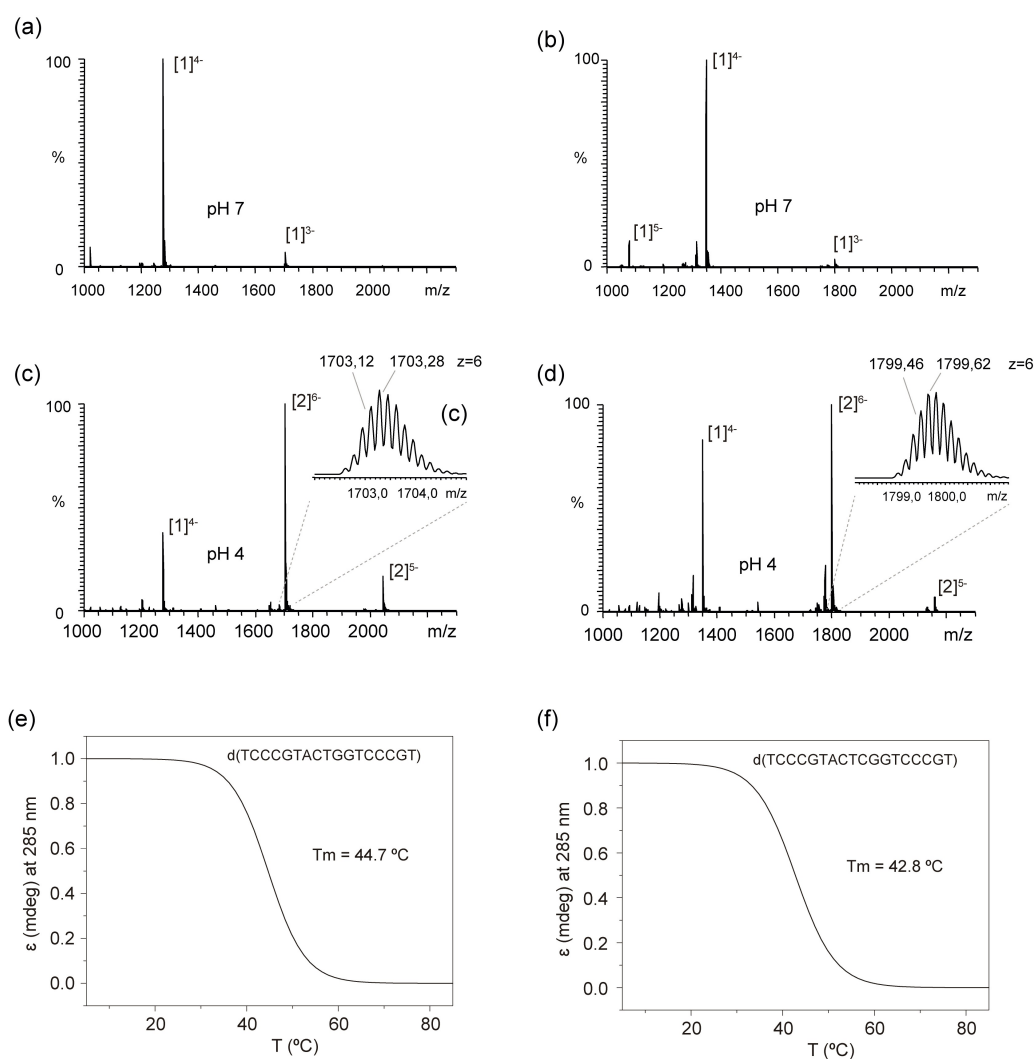 (a)
100
%
0
[1]4-
pH 7
[1]3-
1000 1200 1400 1600 1800 2000 m/z
(b)
100
%
0
[1]5-
[1]4-
pH 7
[1]3-
1000 1200 1400 1600 1800 2000 m/z
(c)
100
%
0
[1]4-
pH 4
[2]6-
[2]5-
(c)
1703,12 1703,28 z=6
1703,0 1704,0 m/z
1000 1200 1400 1600 1800 2000 m/z
(d)
100
%
0
[1]4-
pH 4
[2]6-
[2]5-
1799,46 1799,62 z=6
1799,0 1800,0 m/z
1000 1200 1400 1600 1800 2000 m/z
(e)
d(TCCCGTACTGGTCCCGT)
Tm = 44.7 ºC
ε (mdeg) at 285 nm
1.0
0.8
0.6
0.4
0.2
0.0
20 40 60 80
T (ºC)
(f)
d(TCCCGTACTCGGTCCCGT)
Tm = 42.8 ºC
ε (mdeg) at 285 nm
1.0
0.8
0.6
0.4
0.2
0.0
20 40 60 80
T (ºC)